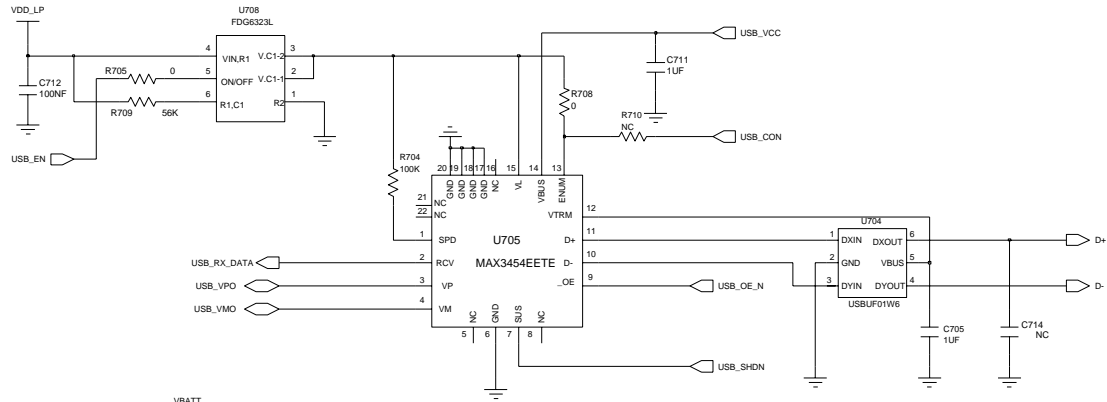 VDD_LP
U708
FDG6323L
4 VIN,R1 V.C1-2 3
R705 0 5 ON/OFF V.C1-1 2
R709 56K 6 R1,C1 R2 1
C712
100NF
USB_EN
USB_VCC
C711
1UF
R708
0
R710
NC
USB_CON
R704
100K
20 19 18 17 16 15 14 13
GND GND GND GND NC VL VBUS ENUM
21 NC
22 NC
VTRM 12
1 SPD
U705
D+ 11
USB_RX_DATA 2 RCV
MAX3454EETE
D- 10
USB_VPO 3 VP
_OE 9 USB_OE_N
USB_VMO 4 VM
NC GND SUS NC
5 6 7 8
USB_SHDN
U704
1 DXIN DXOUT 6 D+
2 GND VBUS 5
3 DYIN DYOUT 4 D-
USBUF01W6
C705
1UF
C714
NC
VBATT